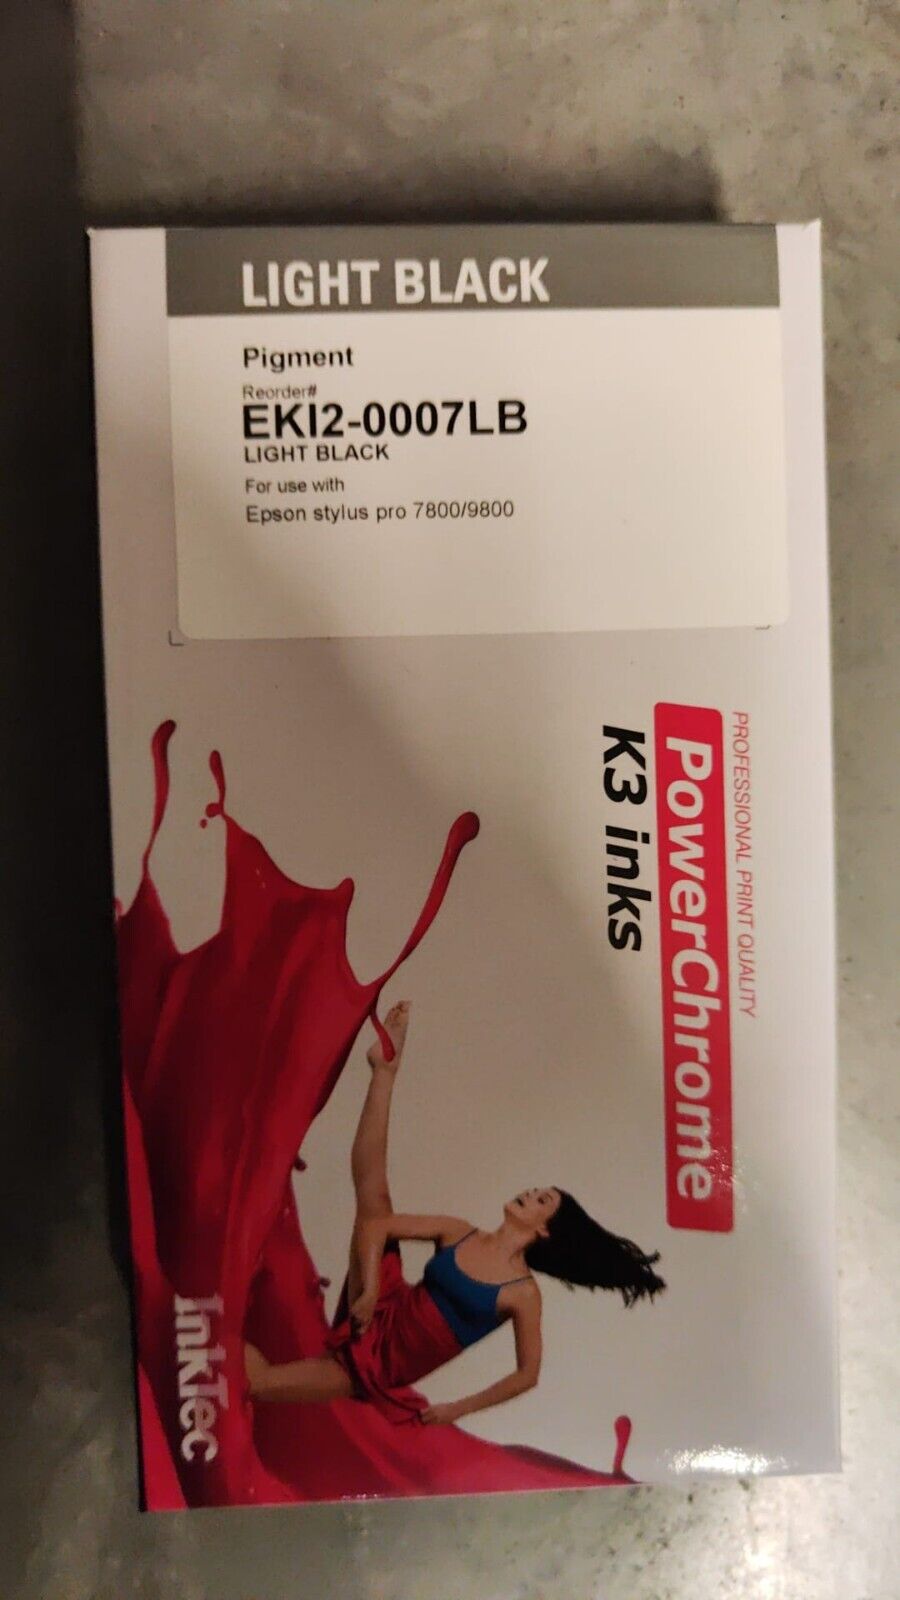 LIGHT BLACK
Pigment
Reorder#
EKI2-0007LB
LIGHT BLACK
For use with
Epson stylus pro 7800/9800
PROFESSIONAL PRINT QUALITY
PowerChrome
K3 inks
InkTec